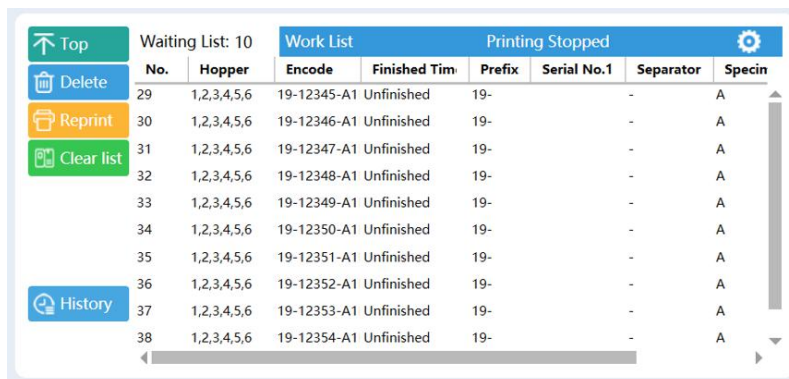 Top
Waiting List: 10 Work List Printing Stopped
Delete
Reprint
Clear list
History
No. Hopper Encode Finished Time Prefix Serial No.1 Separator Specim
29 1,2,3,4,5,6 19-12345-A1 Unfinished 19- - A
30 1,2,3,4,5,6 19-12346-A1 Unfinished 19- - A
31 1,2,3,4,5,6 19-12347-A1 Unfinished 19- - A
32 1,2,3,4,5,6 19-12348-A1 Unfinished 19- - A
33 1,2,3,4,5,6 19-12349-A1 Unfinished 19- - A
34 1,2,3,4,5,6 19-12350-A1 Unfinished 19- - A
35 1,2,3,4,5,6 19-12351-A1 Unfinished 19- - A
36 1,2,3,4,5,6 19-12352-A1 Unfinished 19- - A
37 1,2,3,4,5,6 19-12353-A1 Unfinished 19- - A
38 1,2,3,4,5,6 19-12354-A1 Unfinished 19- - A